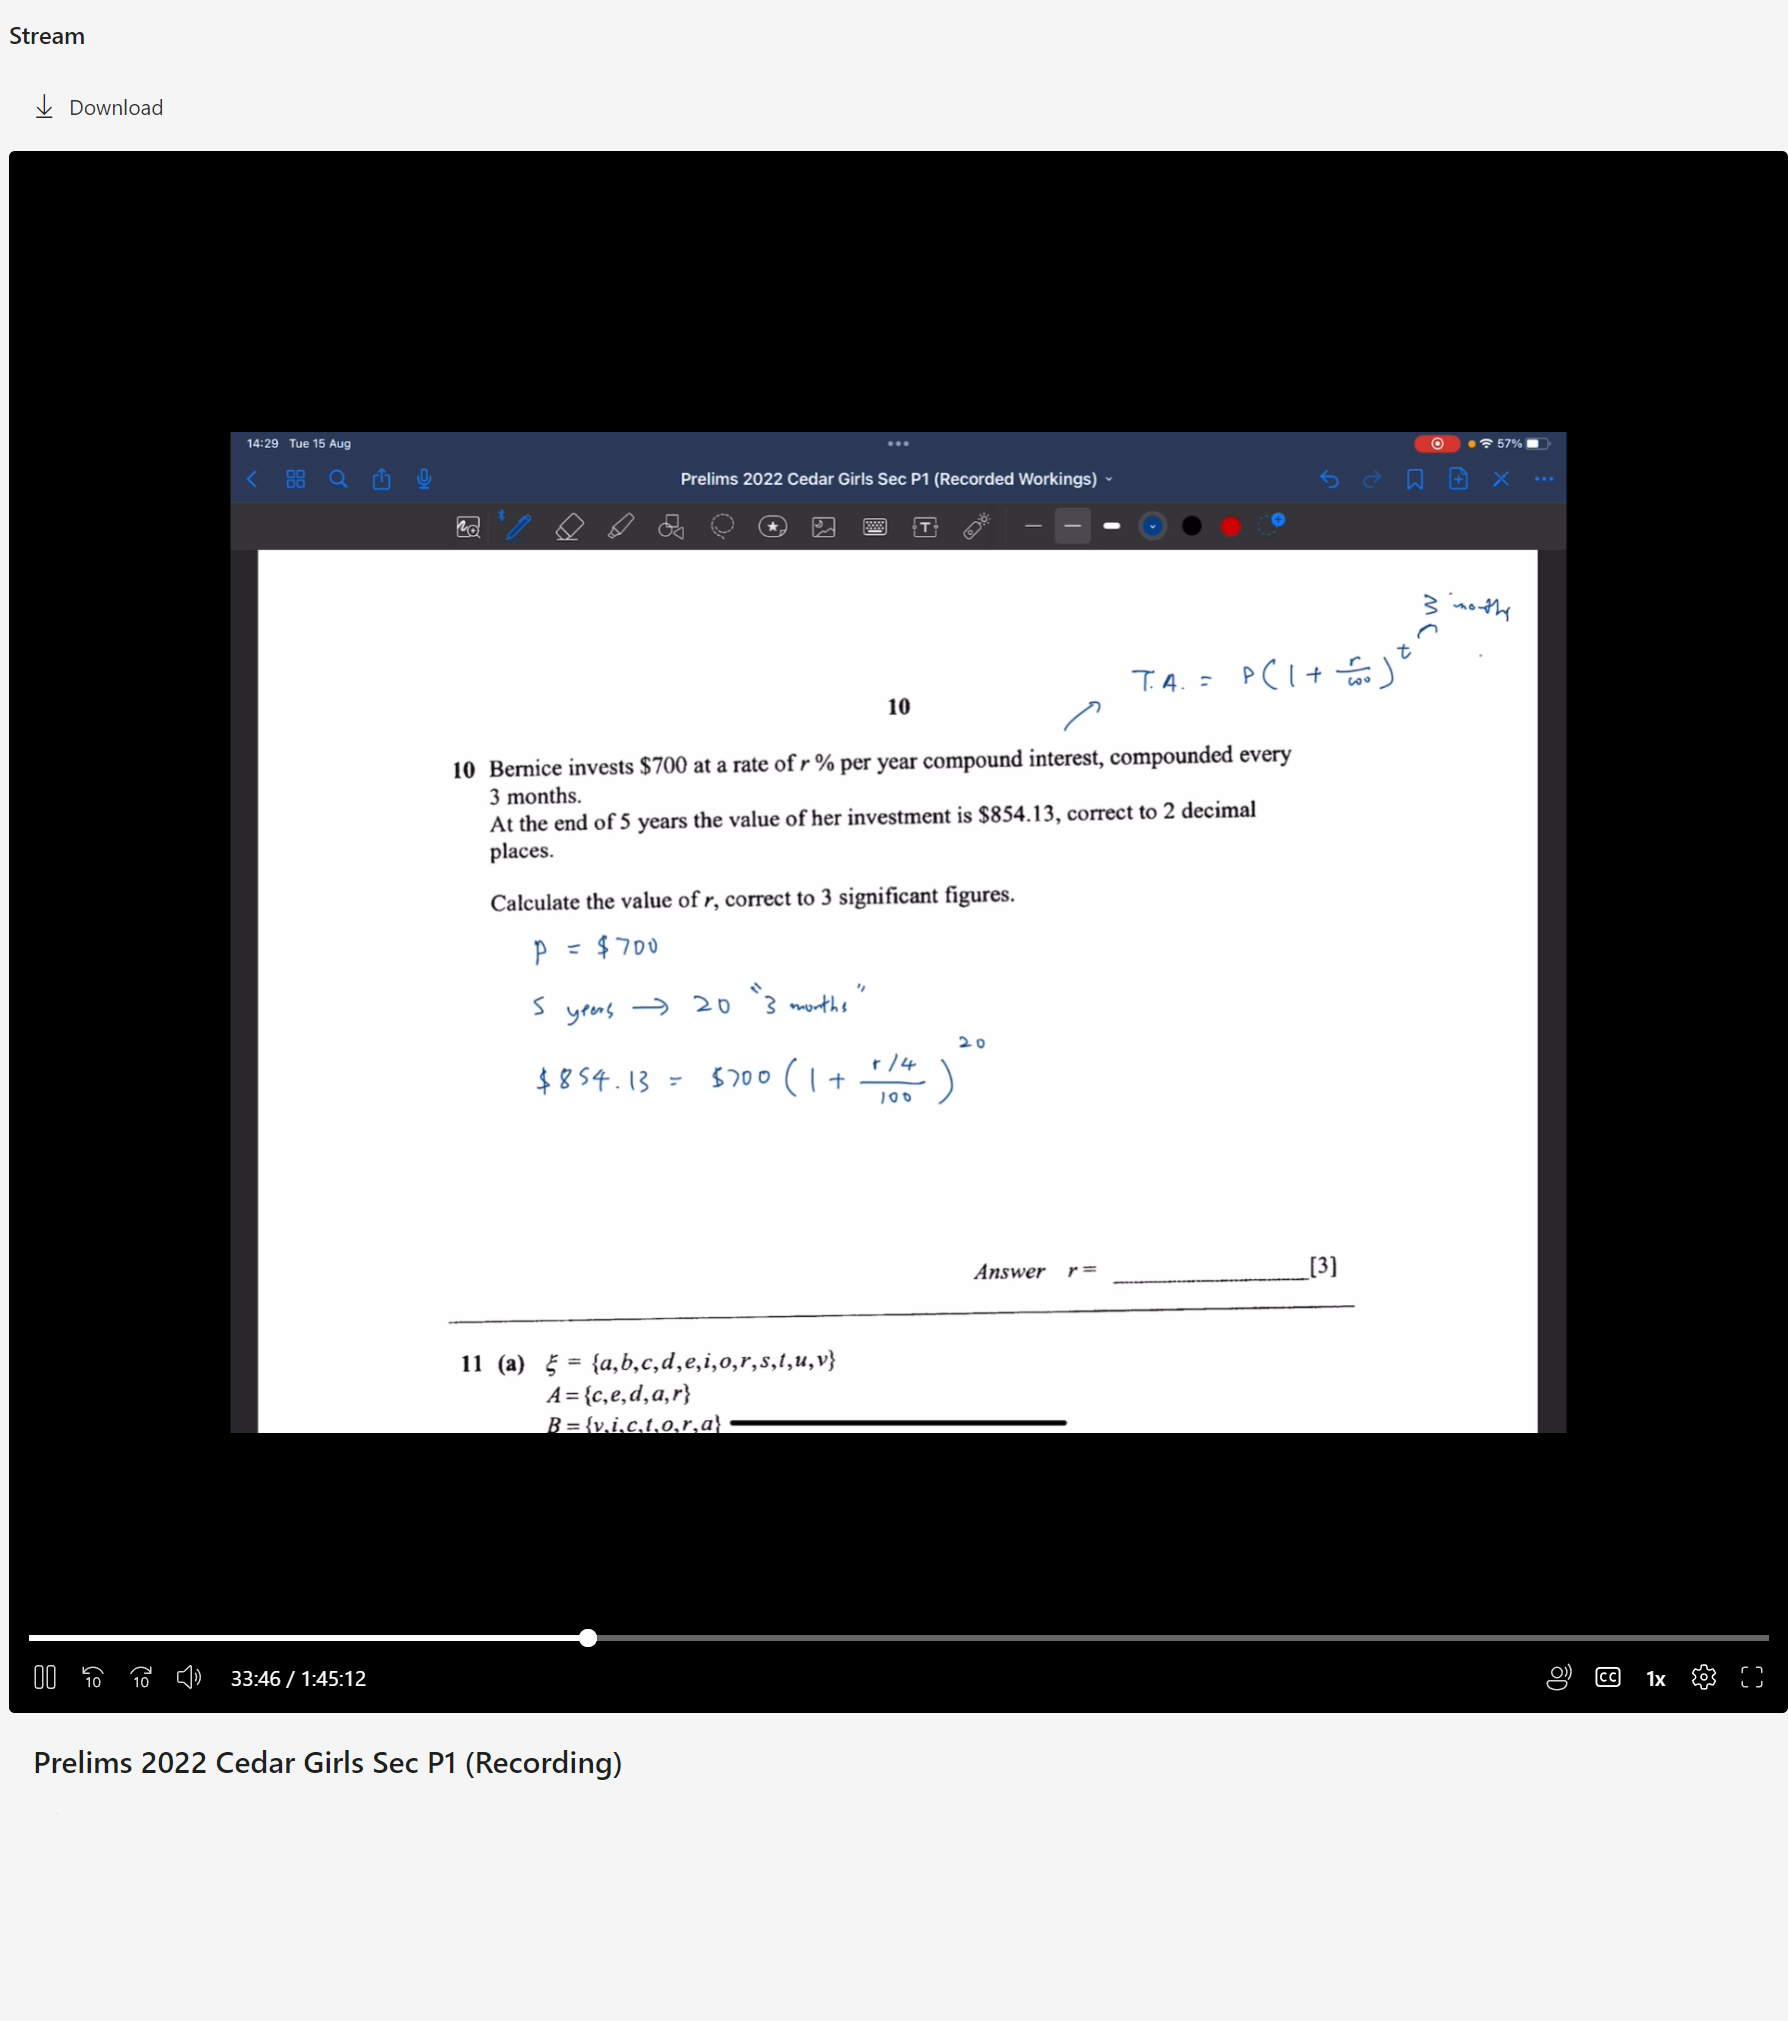 Stream
Download
14:29 Tue 15 Aug
57%
Prelims 2022 Cedar Girls Sec P1 (Recorded Workings)
3 months
T.A. = P(1 + r/100)^t
10
10 Bernice invests $700 at a rate of r % per year compound interest, compounded every
3 months.
At the end of 5 years the value of her investment is $854.13, correct to 2 decimal
places.
Calculate the value of r, correct to 3 significant figures.
P = $700
5 years → 20 "3 months"
$854.13 = $700 (1 + r/4 / 100)^20
Answer r = [3]
11 (a) ξ = {a,b,c,d,e,i,o,r,s,t,u,v}
A = {c,e,d,a,r}
B = {v,i,c,t,o,r,a}
10 10 33:46 / 1:45:12 CC 1x
Prelims 2022 Cedar Girls Sec P1 (Recording)